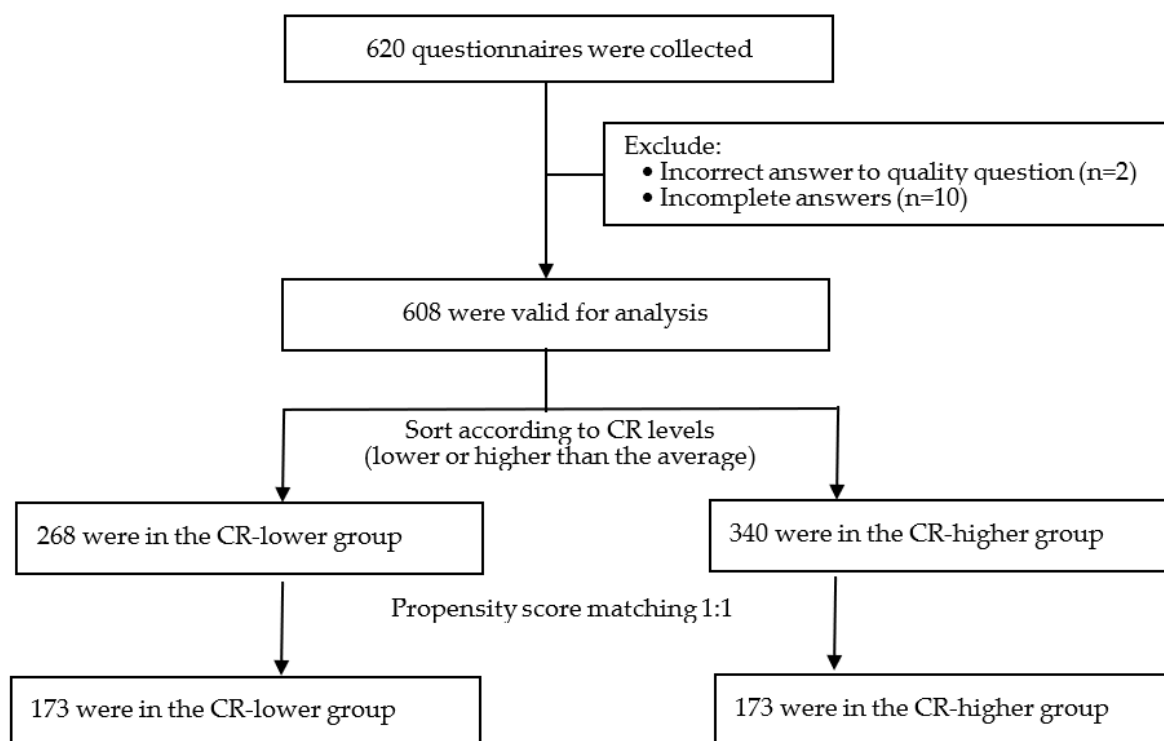 620 questionnaires were collected
Exclude:
• Incorrect answer to quality question (n=2)
• Incomplete answers (n=10)
608 were valid for analysis
Sort according to CR levels
(lower or higher than the average)
268 were in the CR-lower group
340 were in the CR-higher group
Propensity score matching 1:1
173 were in the CR-lower group
173 were in the CR-higher group